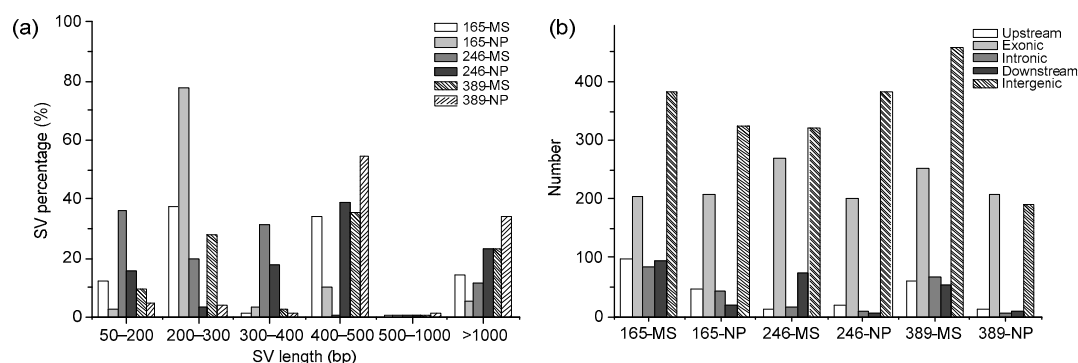 (a)
SV percentage (%)
100
80
60
40
20
0
50–200
200–300
300–400
400–500
500–1000
>1000
SV length (bp)
165-MS
165-NP
246-MS
246-NP
389-MS
389-NP
(b)
Number
400
300
200
100
0
165-MS
165-NP
246-MS
246-NP
389-MS
389-NP
Upstream
Exonic
Intronic
Downstream
Intergenic